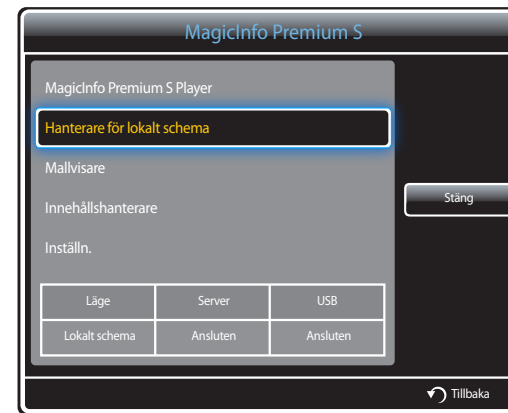 MagicInfo Premium S
MagicInfo Premium S Player
Hanterare för lokalt schema
Mallvisare
Innehållshanterare
Inställn.
Stäng
Läge Server USB
Lokalt schema Ansluten Ansluten
Tillbaka